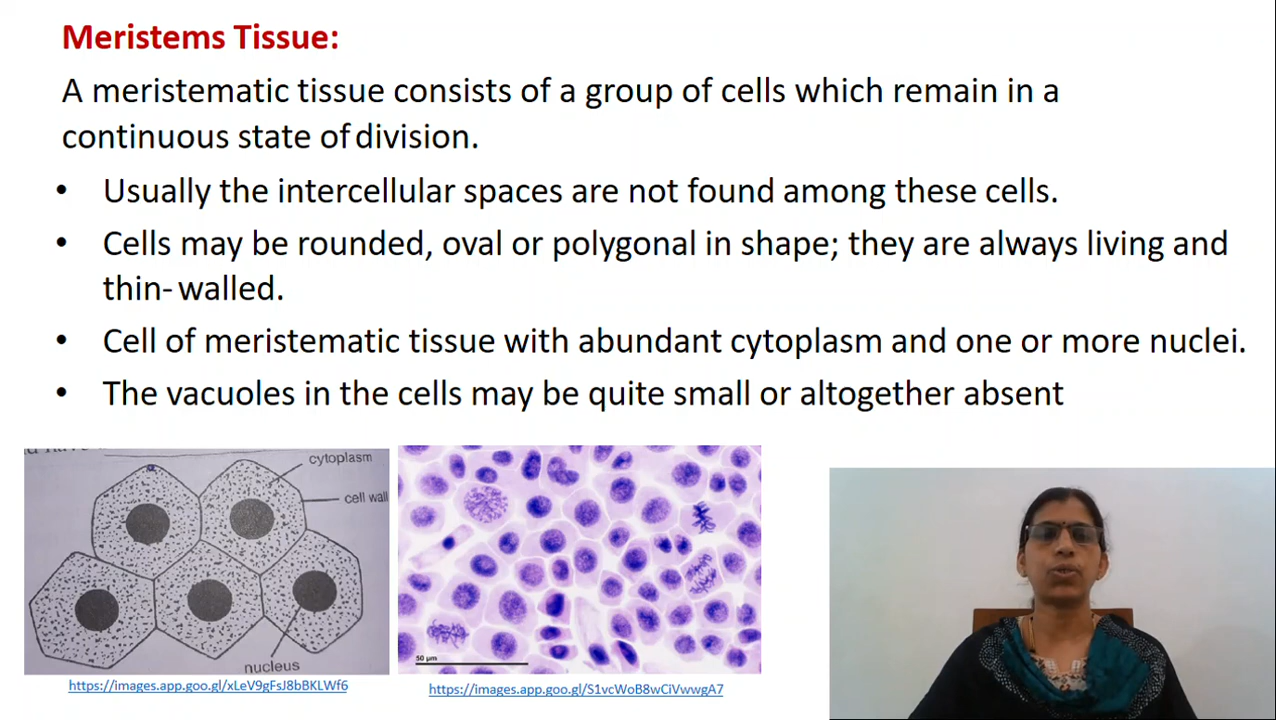 Meristems Tissue:
A meristematic tissue consists of a group of cells which remain in a
continuous state of division.
• Usually the intercellular spaces are not found among these cells.
• Cells may be rounded, oval or polygonal in shape; they are always living and
thin-walled.
• Cell of meristematic tissue with abundant cytoplasm and one or more nuclei.
• The vacuoles in the cells may be quite small or altogether absent
cytoplasm
cell wall
nucleus
50 µm
https://images.app.goo.gl/xLeV9gFsJ8bBKLWf6
https://images.app.goo.gl/S1vcWoB8wCiVwwgA7